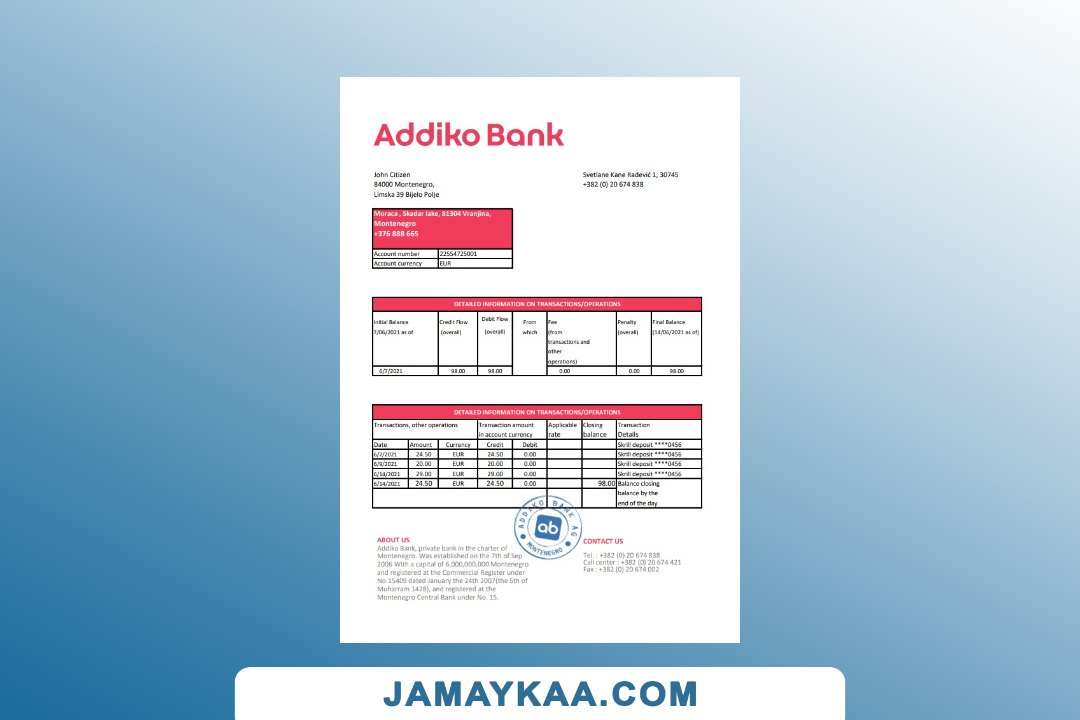 Addiko Bank
John Citizen
84000 Montenegro,
Limska 39 Bijelo Polje
Svetlane Kane Radević 1, 30745
+382 (0) 20 674 838
Moraca , Skadar lake, 81304 Vranjina,
Montenegro
+376 888 665
Account number 22554725001
Account currency EUR
DETAILED INFORMATION ON TRANSACTIONS/OPERATIONS
Initial Balance Credit Flow Debit Flow From Fee Penalty Final Balance
7/06/2021 as of (overall) (overall) which (from (overall) (14/06/2021 as of)
transactions and
other
operations)
6/7/2021 98.00 98.00 0.00 0.00 98.00
DETAILED INFORMATION ON TRANSACTIONS/OPERATIONS
Transactions, other operations Transaction amount Applicable Closing Transaction
in account currency rate balance Details
Date Amount Currency Credit Debit Skrill deposit ****0456
6/7/2021 24.50 EUR 24.50 0.00 Skrill deposit ****0456
6/9/2021 20.00 EUR 20.00 0.00 Skrill deposit ****0456
6/14/2021 29.00 EUR 29.00 0.00 Skrill deposit ****0456
6/14/2021 24.50 EUR 24.50 0.00 98.00 Balance closing
balance by the
end of the day
ADDIKO BANK AG
ab
MONTENEGRO
ABOUT US
Addiko Bank, private bank in the charter of
Montenegro. Was established on the 7th of Sep
2006 With a capital of 6,000,000,000 Montenegro
and registered at the Commercial Register under
No.15409 dated January the 24th 2007(the 5th of
Muharram 1428), and registered at the
Montenegro Central Bank under No. 15.
CONTACT US
Tel. : +382 (0) 20 674 838
Call center : +382 (0) 20 674 421
Fax : +382 (0) 20 674 002
JAMAYKAA.COM